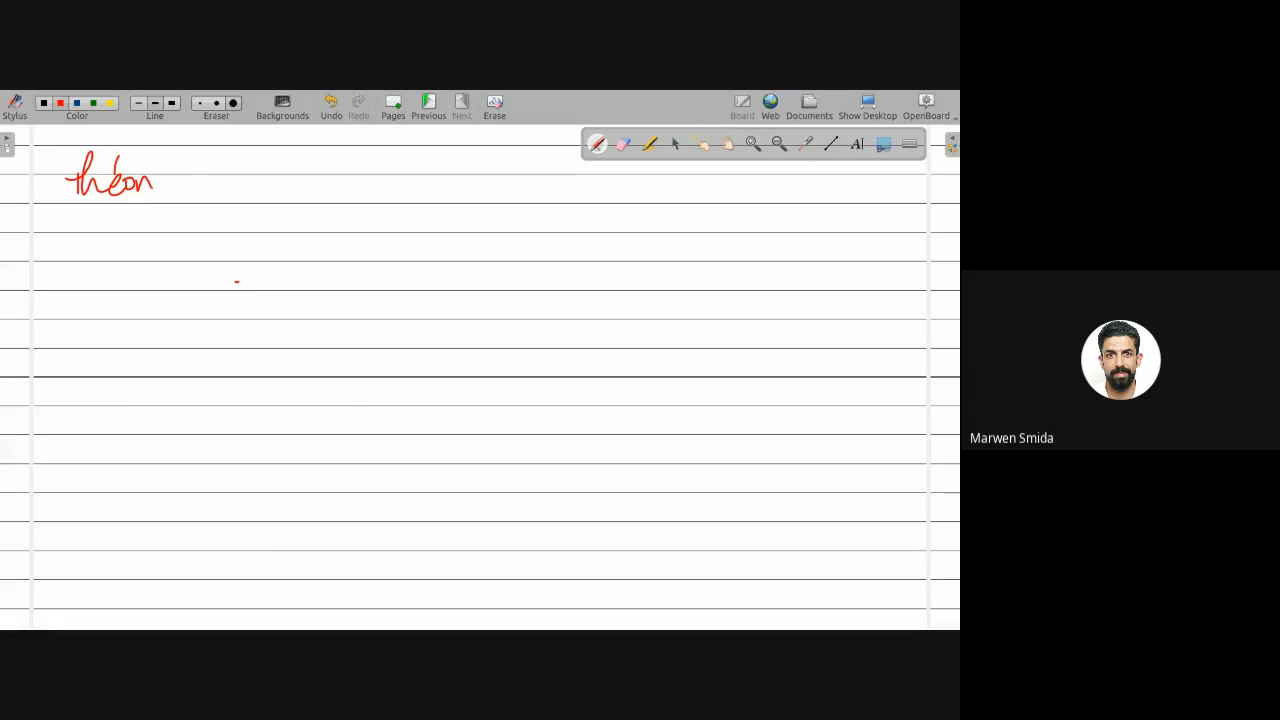 Stylus Color Line Eraser Backgrounds Undo Redo Pages Previous Next Erase Board Web Documents Show Desktop OpenBoard
théon
Marwen Smida